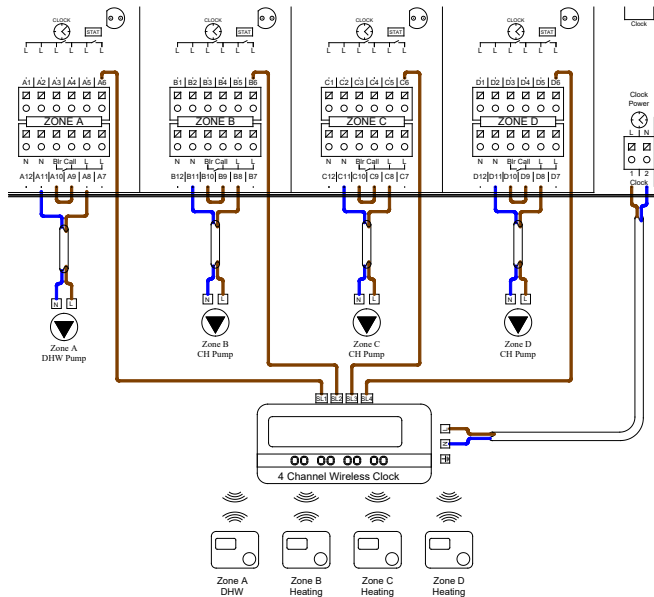 CLOCK
STAT
L L L L L L
A1 A2 A3 A4 A5 A6
ZONE A
N N Blr Call L L
A12 A11 A10 A9 A8 A7
CLOCK
STAT
L L L L L L
B1 B2 B3 B4 B5 B6
ZONE B
N N Blr Call L L
B12 B11 B10 B9 B8 B7
CLOCK
STAT
L L L L L L
C1 C2 C3 C4 C5 C6
ZONE C
N N Blr Call L L
C12 C11 C10 C9 C8 C7
CLOCK
STAT
L L L L L L
D1 D2 D3 D4 D5 D6
ZONE D
N N Blr Call L L
D12 D11 D10 D9 D8 D7
Clock
Clock
Power
L N
Clock
1 2
N L
Zone A
DHW Pump
N L
Zone B
CH Pump
N L
Zone C
CH Pump
N L
Zone D
CH Pump
SL1 SL2 SL3 SL4
L
N
4 Channel Wireless Clock
Zone A
DHW
Zone B
Heating
Zone C
Heating
Zone D
Heating